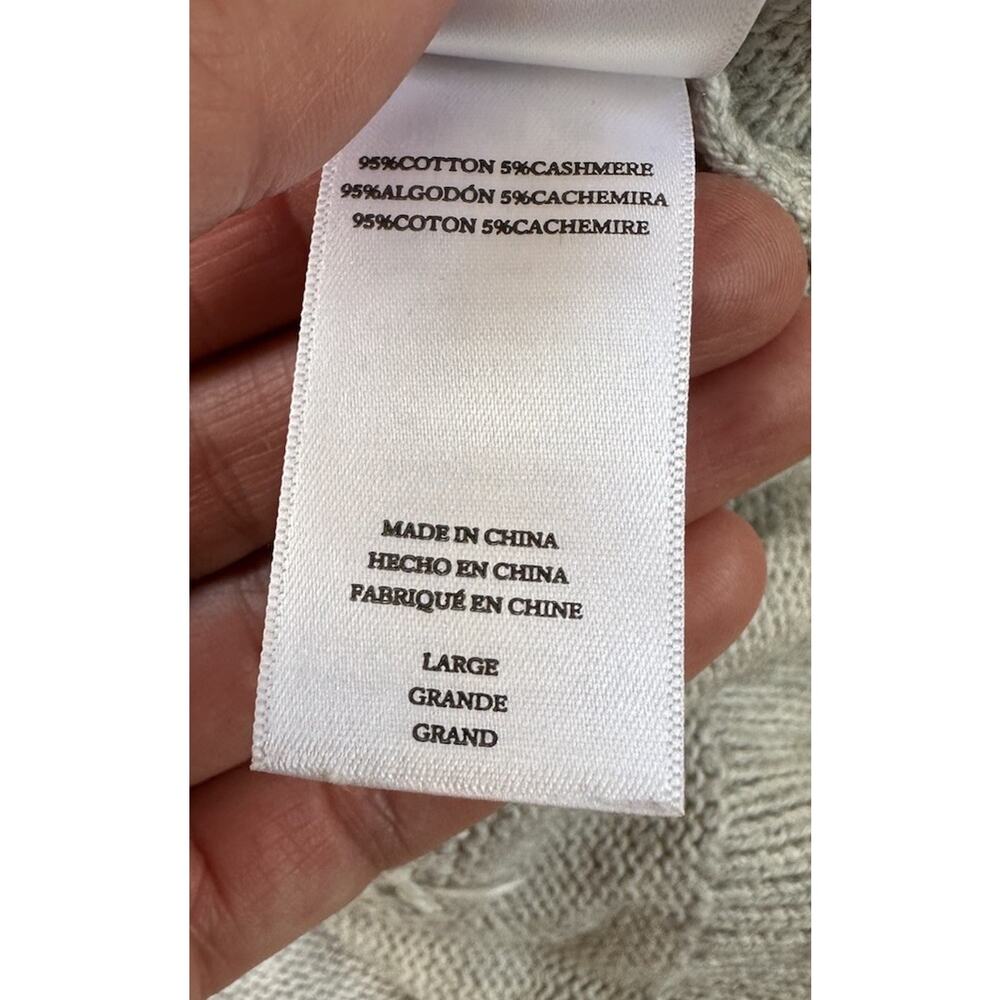 95%COTTON 5%CASHMERE
95%ALGODÓN 5%CACHEMIRA
95%COTON 5%CACHEMIRE
MADE IN CHINA
HECHO EN CHINA
FABRIQUÉ EN CHINE
LARGE
GRANDE
GRAND